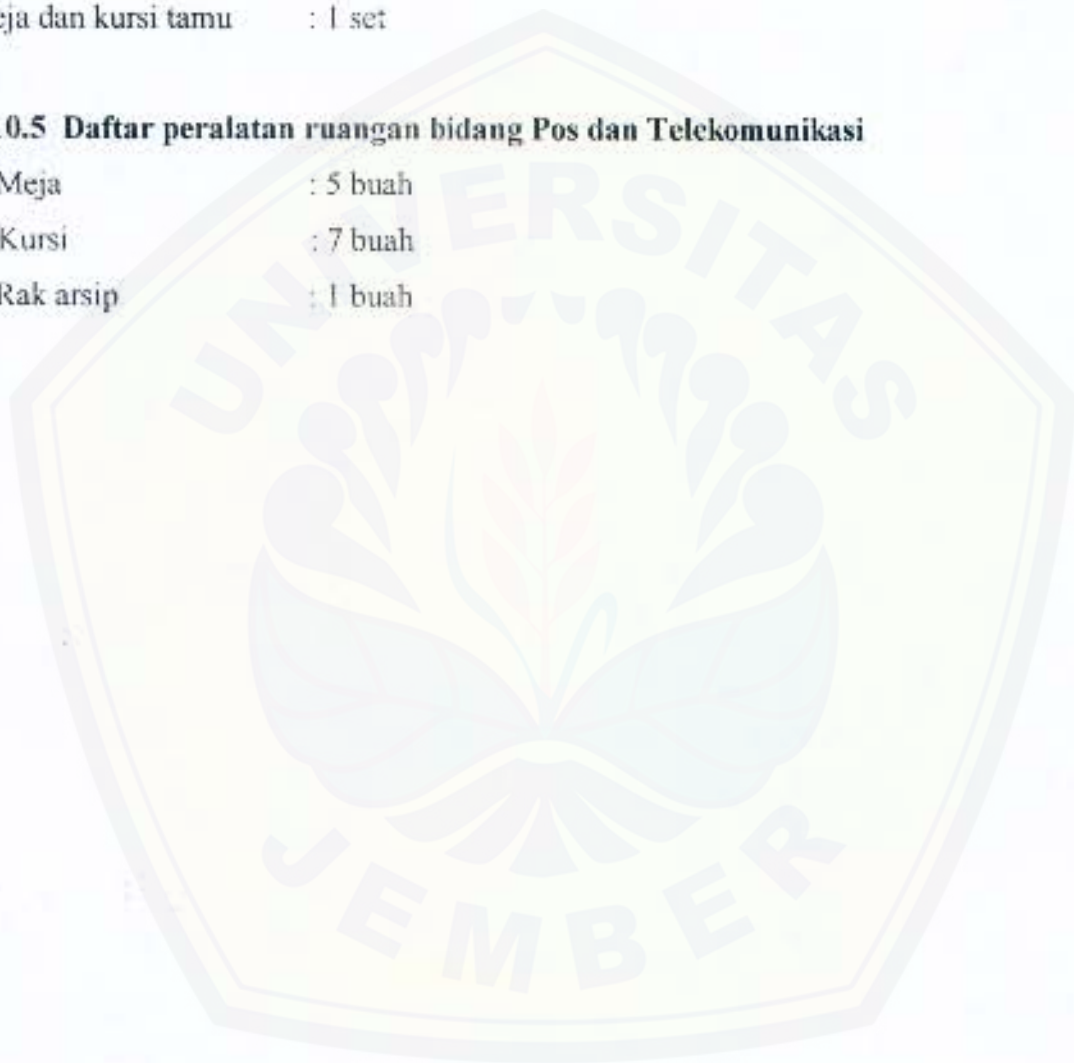 eja dan kursi tamu : 1 set
.0.5 Daftar peralatan ruangan bidang Pos dan Telekomunikasi
Meja : 5 buah
Kursi : 7 buah
Rak arsip : 1 buah
UNIVERSITAS
JEMBER